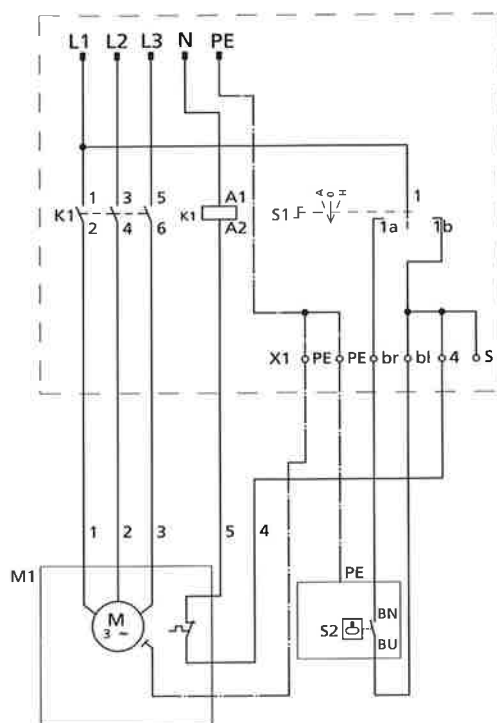 L1 L2 L3 N PE
A 0 H
1 3 5 A1 1
K1 K1 S1 1a 1b
2 4 6 A2
X1 PE PE br bl 4 S
1 2 3 5 4
M1 PE
M BN
3 ~ S2
BU